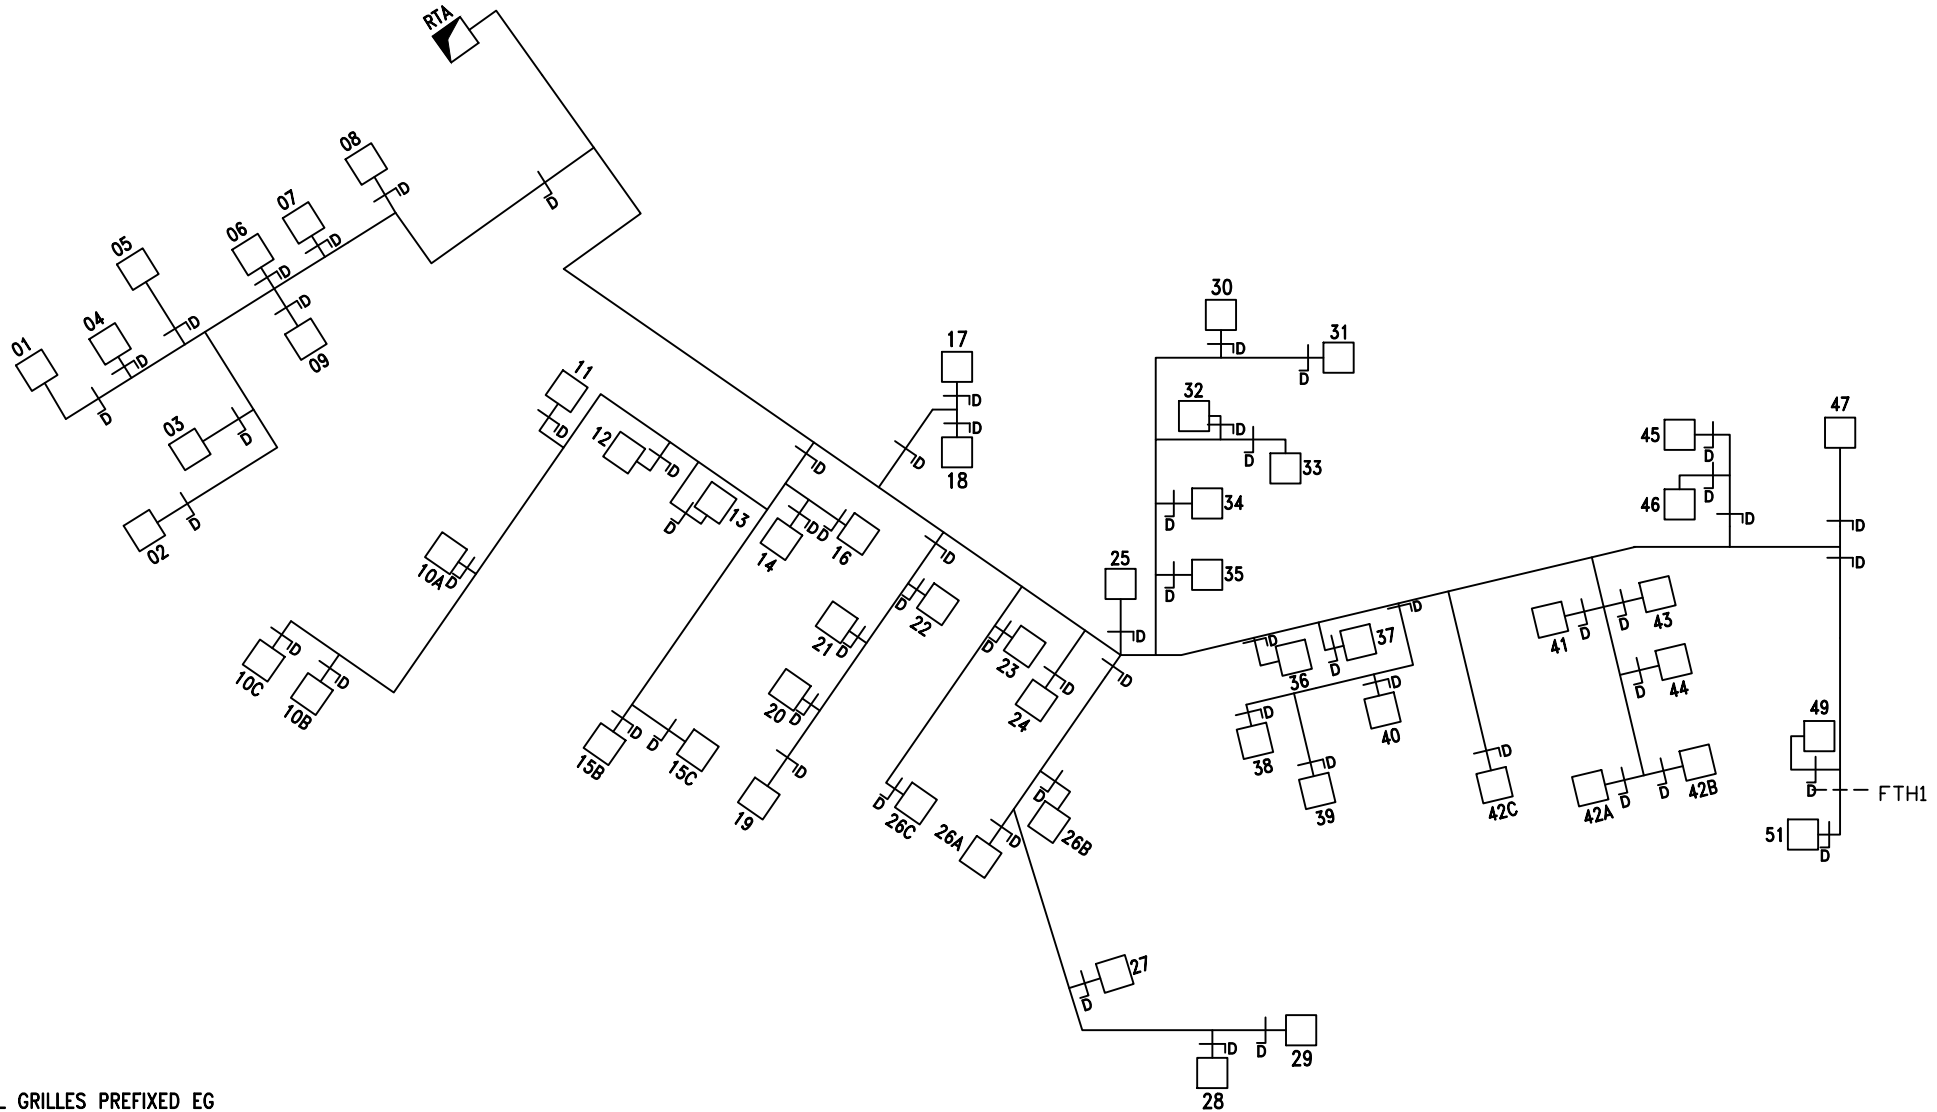 RTA
08
07
06
05
04
01
09
03
02
D
D
D
D
D
D
D
D
D
D
11
12
13
14
16
10A
10C
10B
15B
15C
D
D
D
D
D
D
D
D
D
D
D
17
18
D
D
D
22
21
20
19
D
D
D
D
D
23
24
26C
26A
26B
25
D
D
D
D
D
D
D
27
28
29
D
D
D
30
31
32
33
34
35
D
D
D
D
D
D
36
37
38
39
40
D
D
D
D
D
D
41
43
44
42A
42B
42C
D
D
D
D
D
D
45
46
47
49
51
D
D
D
D
D
D
D
FTH1
GRILLES PREFIXED EG